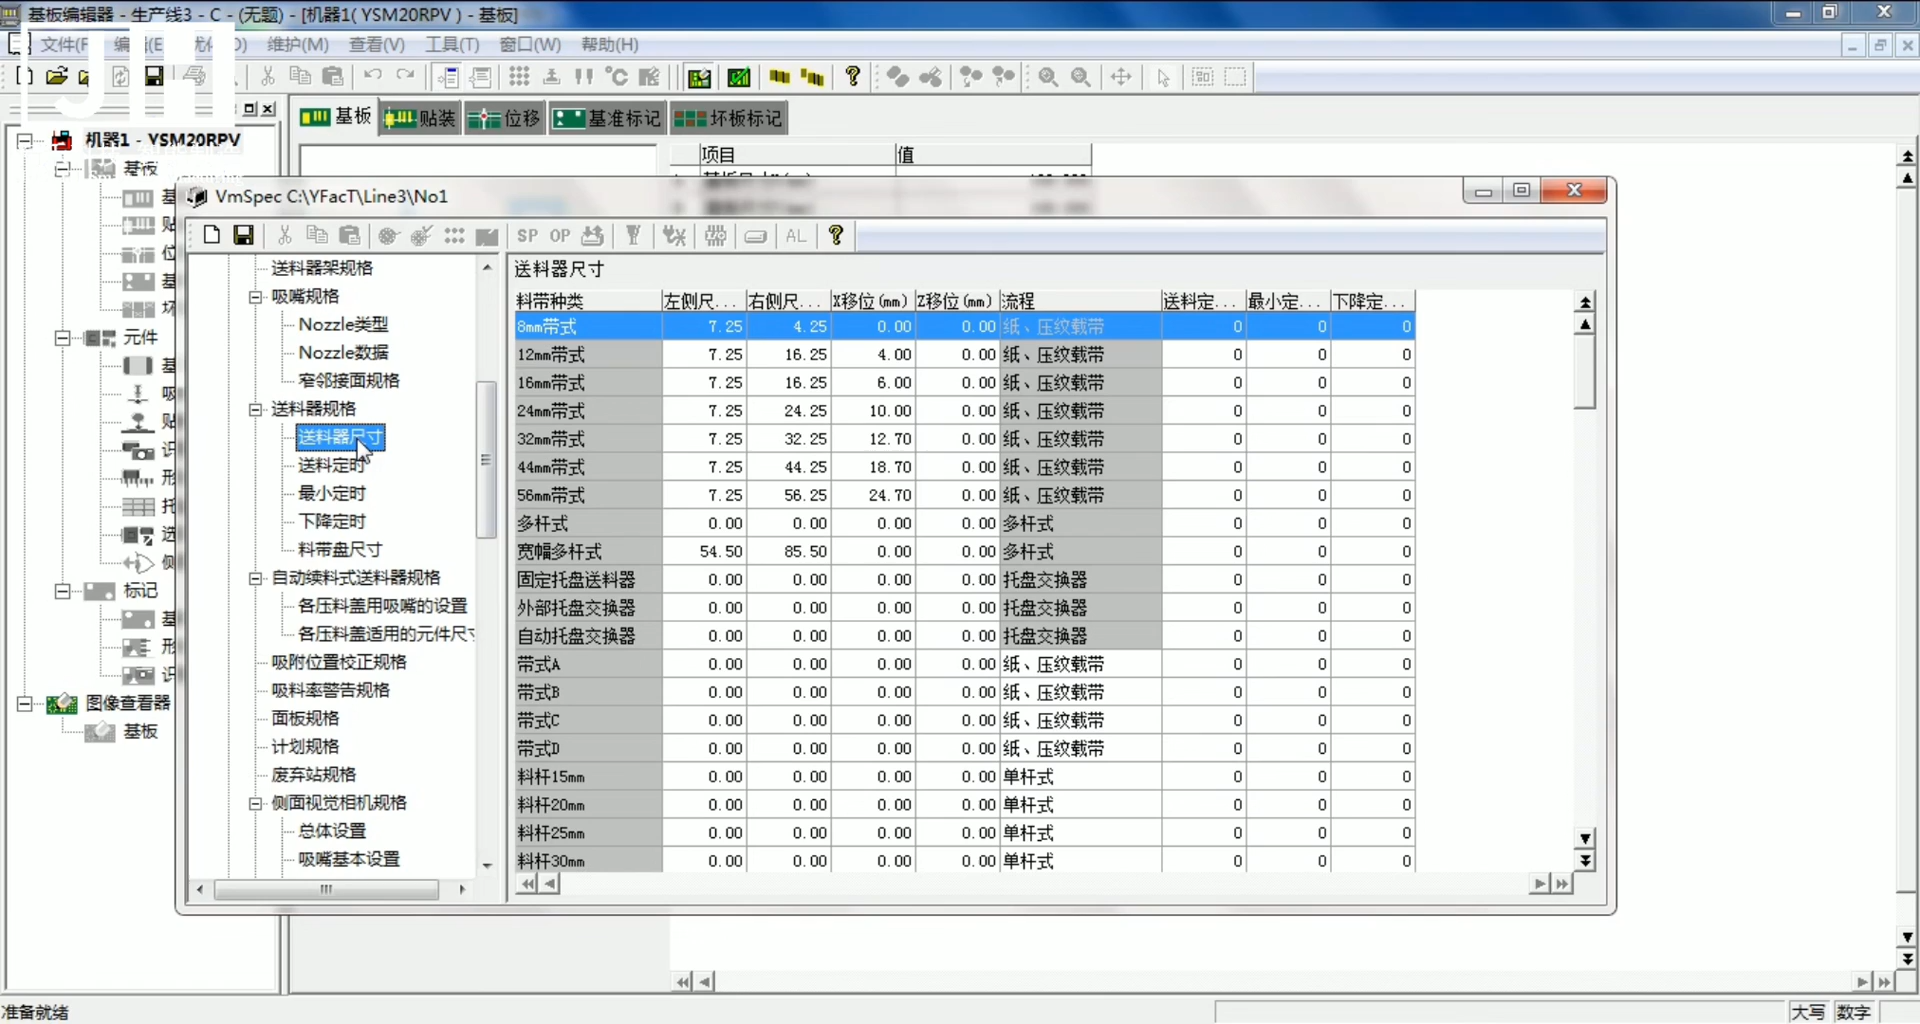 基板编辑器 - 生产线3 - C - (无题) - [机器1( YSM20RPV ) - 基板]
维护(M) 查看(V) 工具(T) 窗口(W) 帮助(H)
JH
基板 贴装 位移 基准标记 坏板标记
项目 值
机器1 - YSM20RPV
基板
元件
标记
图像查看器
基板
VmSpec C:\YFacT\Line3\No1
SP OP AL
送料器架规格
吸嘴规格
Nozzle类型
Nozzle数据
窄邻接面规格
送料器规格
送料器尺寸
送料定时
最小定时
下降定时
料带盘尺寸
自动续料式送料器规格
各压料盖用吸嘴的设置
各压料盖适用的元件尺寸
吸附位置校正规格
吸料率警告规格
面板规格
计划规格
废弃站规格
侧面视觉相机规格
总体设置
吸嘴基本设置
送料器尺寸
料带种类 左侧尺... 右侧尺... X移位(mm) Z移位(mm) 流程 送料定... 最小定... 下降定...
8mm带式 7.25 4.25 0.00 0.00 纸、压纹载带 0 0 0
12mm带式 7.25 16.25 4.00 0.00 纸、压纹载带 0 0 0
16mm带式 7.25 16.25 6.00 0.00 纸、压纹载带 0 0 0
24mm带式 7.25 24.25 10.00 0.00 纸、压纹载带 0 0 0
32mm带式 7.25 32.25 12.70 0.00 纸、压纹载带 0 0 0
44mm带式 7.25 44.25 18.70 0.00 纸、压纹载带 0 0 0
56mm带式 7.25 56.25 24.70 0.00 纸、压纹载带 0 0 0
多杆式 0.00 0.00 0.00 0.00 多杆式 0 0 0
宽幅多杆式 54.50 85.50 0.00 0.00 多杆式 0 0 0
固定托盘送料器 0.00 0.00 0.00 0.00 托盘交换器 0 0 0
外部托盘交换器 0.00 0.00 0.00 0.00 托盘交换器 0 0 0
自动托盘交换器 0.00 0.00 0.00 0.00 托盘交换器 0 0 0
带式A 0.00 0.00 0.00 0.00 纸、压纹载带 0 0 0
带式B 0.00 0.00 0.00 0.00 纸、压纹载带 0 0 0
带式C 0.00 0.00 0.00 0.00 纸、压纹载带 0 0 0
带式D 0.00 0.00 0.00 0.00 纸、压纹载带 0 0 0
料杆15mm 0.00 0.00 0.00 0.00 单杆式 0 0 0
料杆20mm 0.00 0.00 0.00 0.00 单杆式 0 0 0
料杆25mm 0.00 0.00 0.00 0.00 单杆式 0 0 0
料杆30mm 0.00 0.00 0.00 0.00 单杆式 0 0 0
准备就绪 大写 数字